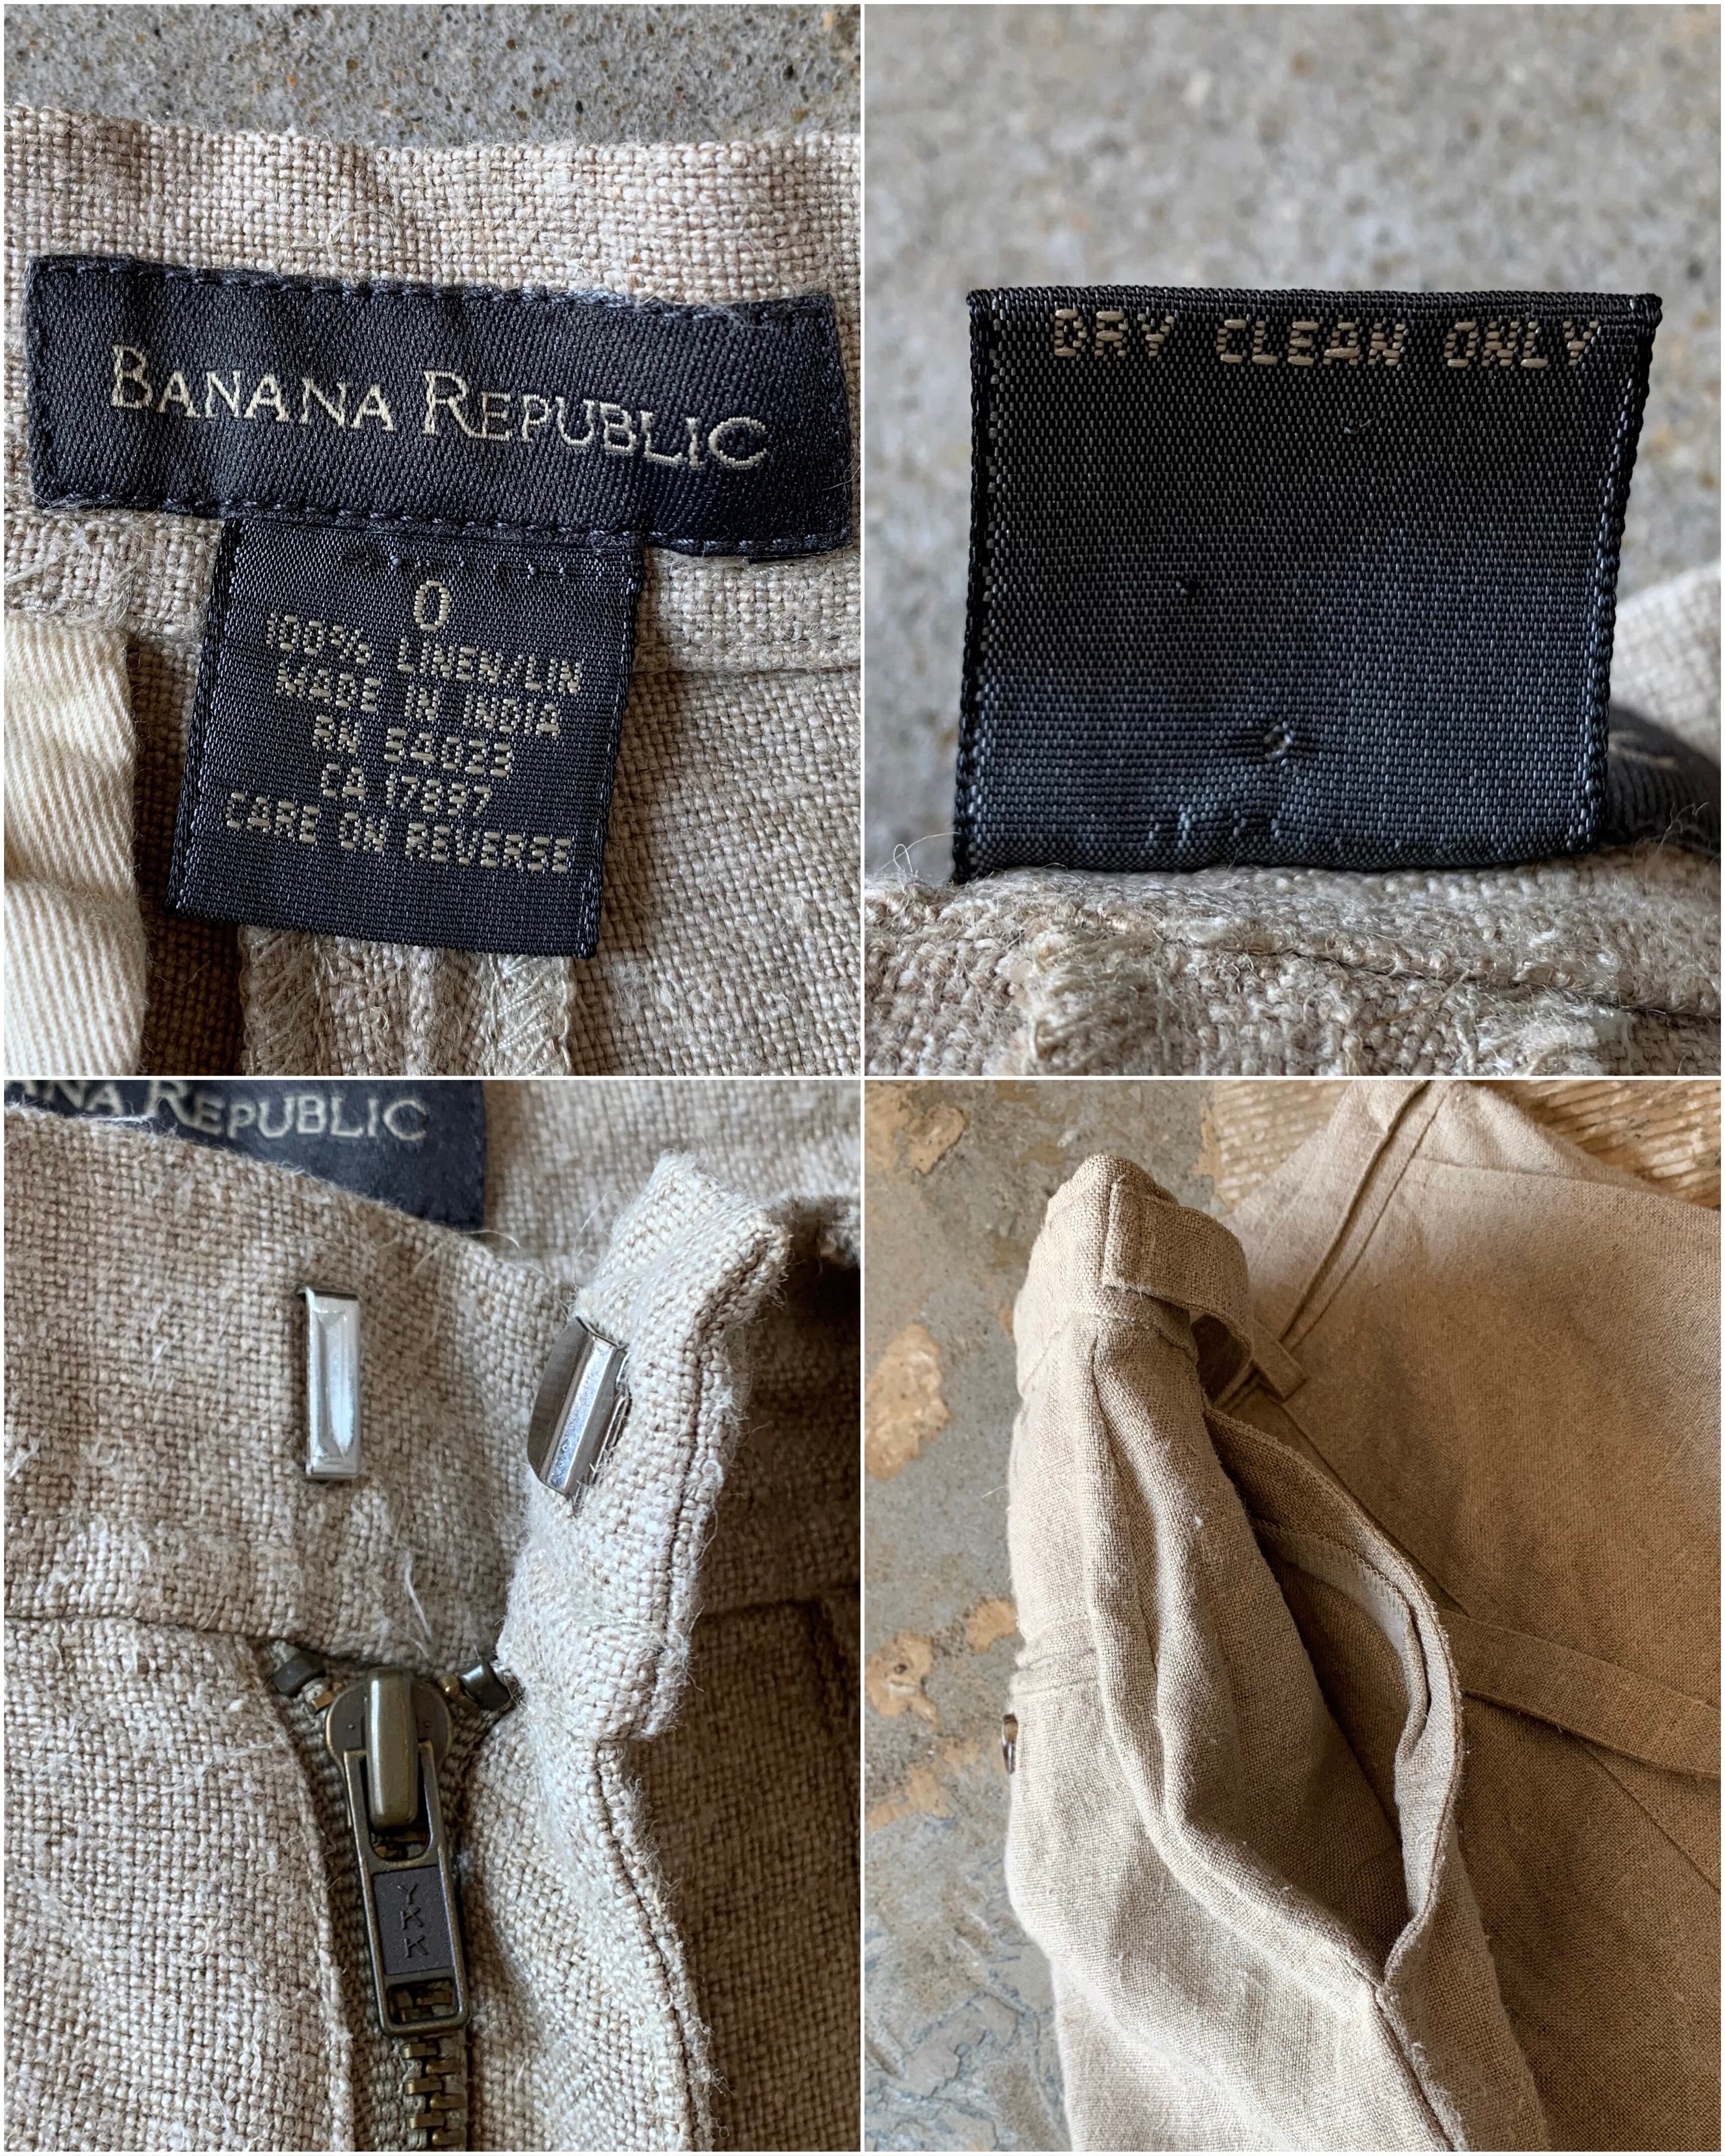 BANANA REPUBLIC
0
100% LINEN/LIN
MADE IN INDIA
RN 54023
CA 17897
CARE ON REVERSE
DRY CLEAN ONLY
ANA REPUBLIC
YKK